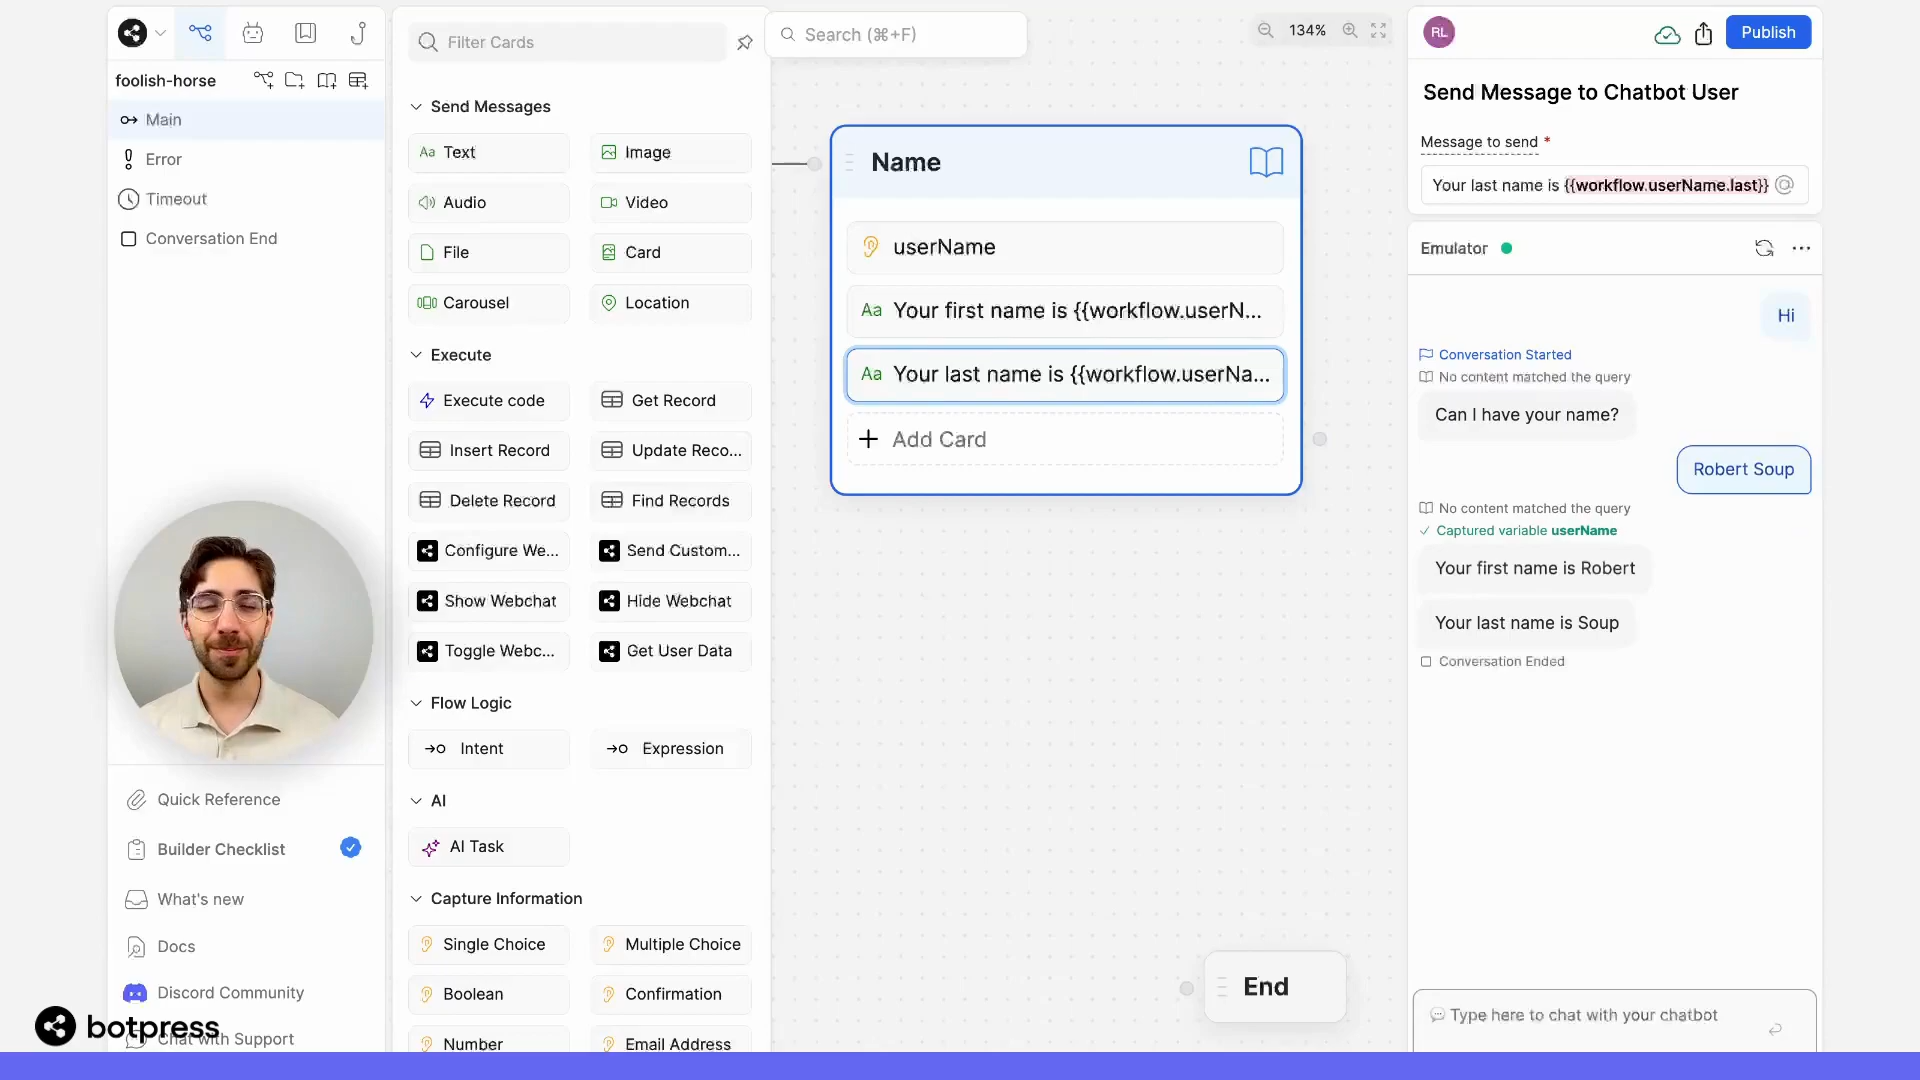 foolish-horse
Main
Error
Timeout
Conversation End
Quick Reference
Builder Checklist
What's new
Docs
Discord Community
Chat with Support
botpress
Filter Cards
Send Messages
Aa Text
Image
Audio
Video
File
Card
Carousel
Location
Execute
Execute code
Get Record
Insert Record
Update Reco...
Delete Record
Find Records
Configure We...
Send Custom...
Show Webchat
Hide Webchat
Toggle Webc...
Get User Data
Flow Logic
Intent
Expression
AI
AI Task
Capture Information
Single Choice
Multiple Choice
Boolean
Confirmation
Number
Email Address
Search (⌘+F)
134%
Name
userName
Aa Your first name is {{workflow.userN...
Aa Your last name is {{workflow.userNa...
+ Add Card
End
RL
Publish
Send Message to Chatbot User
Message to send *
Your last name is {{workflow.userName.last}} @
Emulator
Hi
Conversation Started
No content matched the query
Can I have your name?
Robert Soup
No content matched the query
Captured variable userName
Your first name is Robert
Your last name is Soup
Conversation Ended
Type here to chat with your chatbot